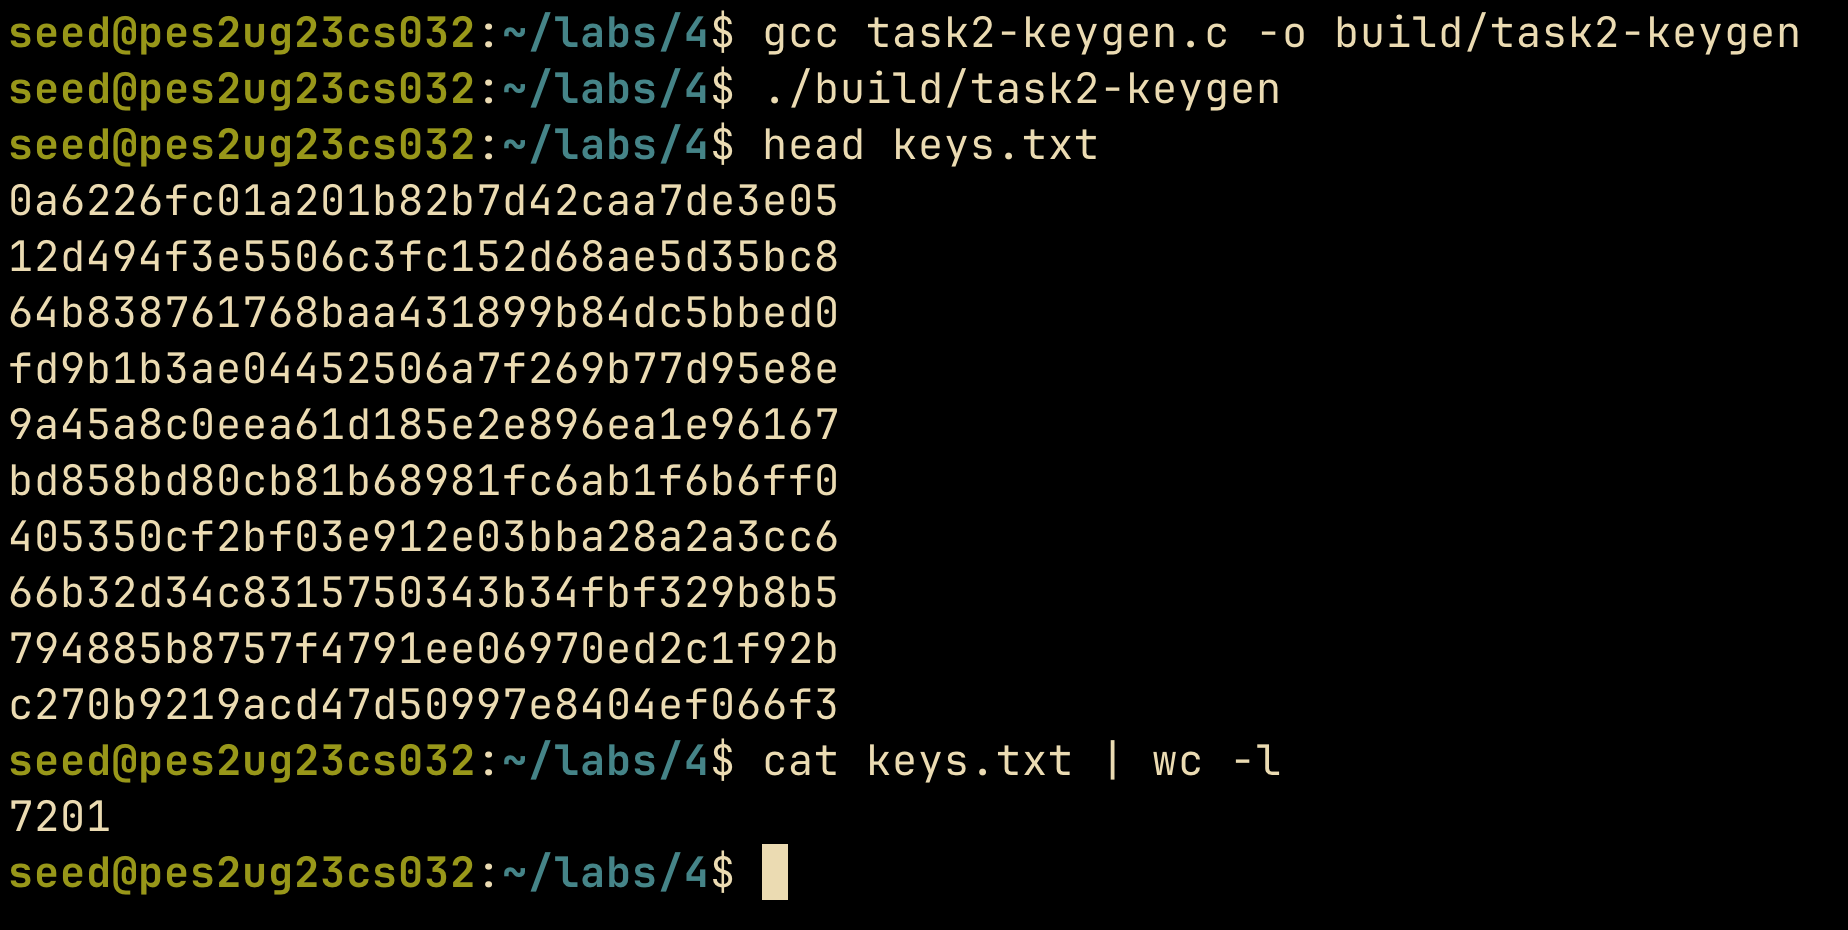 seed@pes2ug23cs032:~/labs/4$ gcc task2-keygen.c -o build/task2-keygen
seed@pes2ug23cs032:~/labs/4$ ./build/task2-keygen
seed@pes2ug23cs032:~/labs/4$ head keys.txt
0a6226fc01a201b82b7d42caa7de3e05
12d494f3e5506c3fc152d68ae5d35bc8
64b838761768baa431899b84dc5bbed0
fd9b1b3ae04452506a7f269b77d95e8e
9a45a8c0eea61d185e2e896ea1e96167
bd858bd80cb81b68981fc6ab1f6b6ff0
405350cf2bf03e912e03bba28a2a3cc6
66b32d34c8315750343b34fbf329b8b5
794885b8757f4791ee06970ed2c1f92b
c270b9219acd47d50997e8404ef066f3
seed@pes2ug23cs032:~/labs/4$ cat keys.txt | wc -l
7201
seed@pes2ug23cs032:~/labs/4$